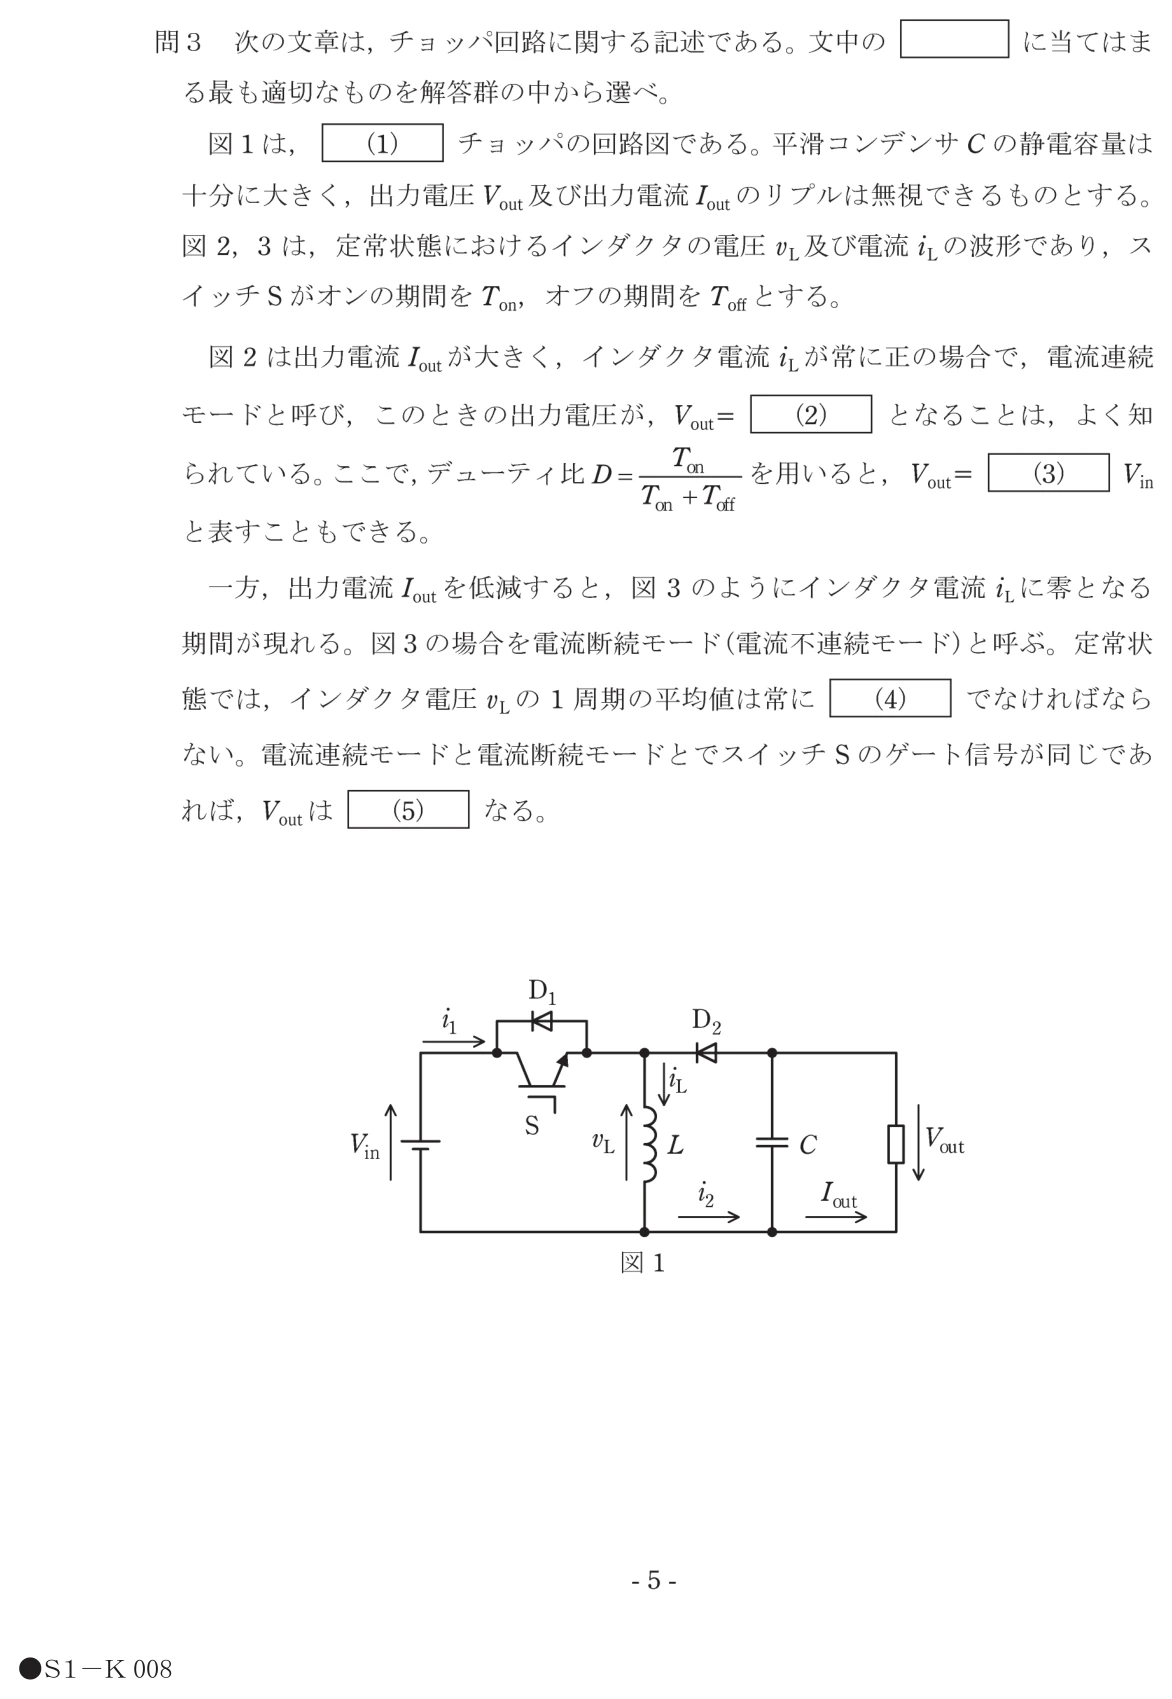 問３　次の文章は，チョッパ回路に関する記述である。文中の　　　　に当てはま
る最も適切なものを解答群の中から選べ。
図1は，(1)チョッパの回路図である。平滑コンデンサCの静電容量は
十分に大きく，出力電圧Vout及び出力電流Ioutのリプルは無視できるものとする。
図2，3は，定常状態におけるインダクタの電圧vL及び電流iLの波形であり，ス
イッチSがオンの期間をTon，オフの期間をToffとする。
図2は出力電流Ioutが大きく，インダクタ電流iLが常に正の場合で，電流連続
モードと呼び，このときの出力電圧が，Vout=(2)となることは，よく知
られている。ここで，デューティ比D=Ton/(Ton+Toff)を用いると，Vout=(3)Vin
と表すこともできる。
一方，出力電流Ioutを低減すると，図3のようにインダクタ電流iLに零となる
期間が現れる。図3の場合を電流断続モード(電流不連続モード)と呼ぶ。定常状
態では，インダクタ電圧vLの1周期の平均値は常に(4)でなければなら
ない。電流連続モードと電流断続モードとでスイッチSのゲート信号が同じであ
れば，Voutは(5)なる。
D1
i1
D2
iL
S
Vin
vL
L
C
Vout
i2
Iout
図1
- 5 -
●S1－K 008